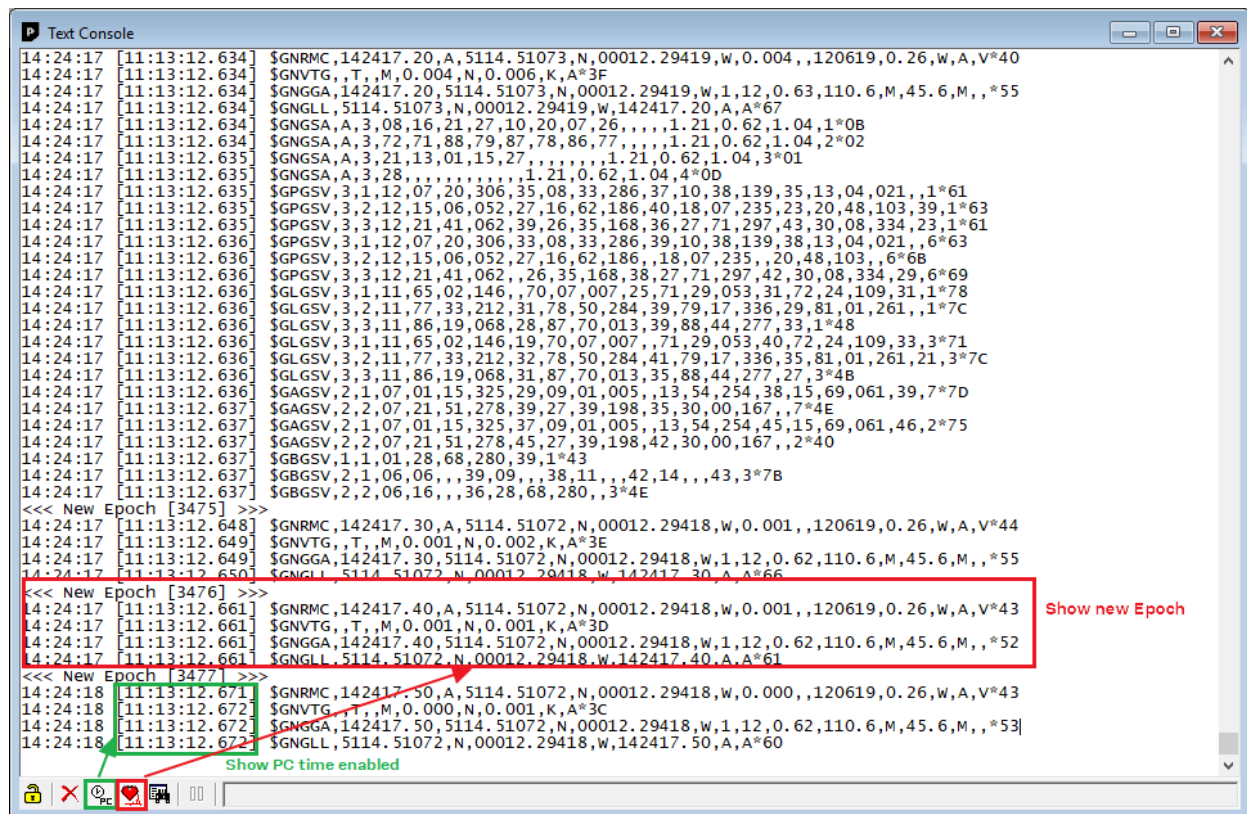 Text Console
14:24:17 [11:13:12.634] $GNRMC,142417.20,A,5114.51073,N,00012.29419,W,0.004,,120619,0.26,W,A,V*40
14:24:17 [11:13:12.634] $GNVTG,,T,,M,0.004,N,0.006,K,A*3F
14:24:17 [11:13:12.634] $GNGGA,142417.20,5114.51073,N,00012.29419,W,1,12,0.63,110.6,M,45.6,M,,*55
14:24:17 [11:13:12.634] $GNGLL,5114.51073,N,00012.29419,W,142417.20,A,A*67
14:24:17 [11:13:12.634] $GNGSA,A,3,08,16,21,27,10,20,07,26,,,,,1.21,0.62,1.04,1*0B
14:24:17 [11:13:12.634] $GNGSA,A,3,72,71,88,79,87,78,86,77,,,,,1.21,0.62,1.04,2*02
14:24:17 [11:13:12.635] $GNGSA,A,3,21,13,01,15,27,,,,,,,,1.21,0.62,1.04,3*01
14:24:17 [11:13:12.635] $GNGSA,A,3,28,,,,,,,,,,,,1.21,0.62,1.04,4*0D
14:24:17 [11:13:12.635] $GPGSV,3,1,12,07,20,306,35,08,33,286,37,10,38,139,35,13,04,021,,1*61
14:24:17 [11:13:12.635] $GPGSV,3,2,12,15,06,052,27,16,62,186,40,18,07,235,23,20,48,103,39,1*63
14:24:17 [11:13:12.635] $GPGSV,3,3,12,21,41,062,39,26,35,168,36,27,71,297,43,30,08,334,23,1*61
14:24:17 [11:13:12.636] $GPGSV,3,1,12,07,20,306,33,08,33,286,39,10,38,139,38,13,04,021,,6*63
14:24:17 [11:13:12.636] $GPGSV,3,2,12,15,06,052,27,16,62,186,,18,07,235,,20,48,103,,6*6B
14:24:17 [11:13:12.636] $GPGSV,3,3,12,21,41,062,,26,35,168,38,27,71,297,42,30,08,334,29,6*69
14:24:17 [11:13:12.636] $GLGSV,3,1,11,65,02,146,,70,07,007,25,71,29,053,31,72,24,109,31,1*78
14:24:17 [11:13:12.636] $GLGSV,3,2,11,77,33,212,31,78,50,284,39,79,17,336,29,81,01,261,,1*7C
14:24:17 [11:13:12.636] $GLGSV,3,3,11,86,19,068,28,87,70,013,39,88,44,277,33,1*48
14:24:17 [11:13:12.636] $GLGSV,3,1,11,65,02,146,19,70,07,007,,71,29,053,40,72,24,109,33,3*71
14:24:17 [11:13:12.636] $GLGSV,3,2,11,77,33,212,32,78,50,284,41,79,17,336,35,81,01,261,21,3*7C
14:24:17 [11:13:12.636] $GLGSV,3,3,11,86,19,068,31,87,70,013,35,88,44,277,27,3*4B
14:24:17 [11:13:12.636] $GAGSV,2,1,07,01,15,325,29,09,01,005,,13,54,254,38,15,69,061,39,7*7D
14:24:17 [11:13:12.637] $GAGSV,2,2,07,21,51,278,39,27,39,198,35,30,00,167,,7*4E
14:24:17 [11:13:12.637] $GAGSV,2,1,07,01,15,325,37,09,01,005,,13,54,254,45,15,69,061,46,2*75
14:24:17 [11:13:12.637] $GAGSV,2,2,07,21,51,278,45,27,39,198,42,30,00,167,,2*40
14:24:17 [11:13:12.637] $GBGSV,1,1,01,28,68,280,39,1*43
14:24:17 [11:13:12.637] $GBGSV,2,1,06,06,,,39,09,,,38,11,,,42,14,,,43,3*7B
14:24:17 [11:13:12.637] $GBGSV,2,2,06,16,,,36,28,68,280,,3*4E
<<< New Epoch [3475] >>>
14:24:17 [11:13:12.648] $GNRMC,142417.30,A,5114.51072,N,00012.29418,W,0.001,,120619,0.26,W,A,V*44
14:24:17 [11:13:12.649] $GNVTG,,T,,M,0.001,N,0.002,K,A*3E
14:24:17 [11:13:12.649] $GNGGA,142417.30,5114.51072,N,00012.29418,W,1,12,0.62,110.6,M,45.6,M,,*55
14:24:17 [11:13:12.650] $GNGLL,5114.51072,N,00012.29418,W,142417.30,A,A*66
<<< New Epoch [3476] >>>
14:24:17 [11:13:12.661] $GNRMC,142417.40,A,5114.51072,N,00012.29418,W,0.001,,120619,0.26,W,A,V*43
Show new Epoch
14:24:17 [11:13:12.661] $GNVTG,,T,,M,0.001,N,0.001,K,A*3D
14:24:17 [11:13:12.661] $GNGGA,142417.40,5114.51072,N,00012.29418,W,1,12,0.62,110.6,M,45.6,M,,*52
14:24:17 [11:13:12.661] $GNGLL,5114.51072,N,00012.29418,W,142417.40,A,A*61
<<< New Epoch [3477] >>>
14:24:18 [11:13:12.671] $GNRMC,142417.50,A,5114.51072,N,00012.29418,W,0.000,,120619,0.26,W,A,V*43
14:24:18 [11:13:12.672] $GNVTG,,T,,M,0.000,N,0.001,K,A*3C
14:24:18 [11:13:12.672] $GNGGA,142417.50,5114.51072,N,00012.29418,W,1,12,0.62,110.6,M,45.6,M,,*53
14:24:18 [11:13:12.672] $GNGLL,5114.51072,N,00012.29418,W,142417.50,A,A*60
Show PC time enabled
PC